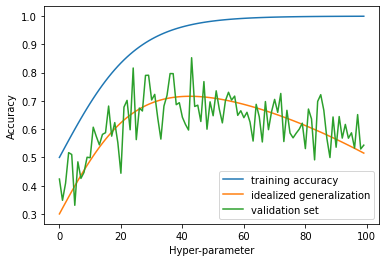 1.0
0.9
0.8
0.7
0.6
0.5
0.4
0.3
Accuracy
training accuracy
idealized generalization
validation set
0 20 40 60 80 100
Hyper-parameter